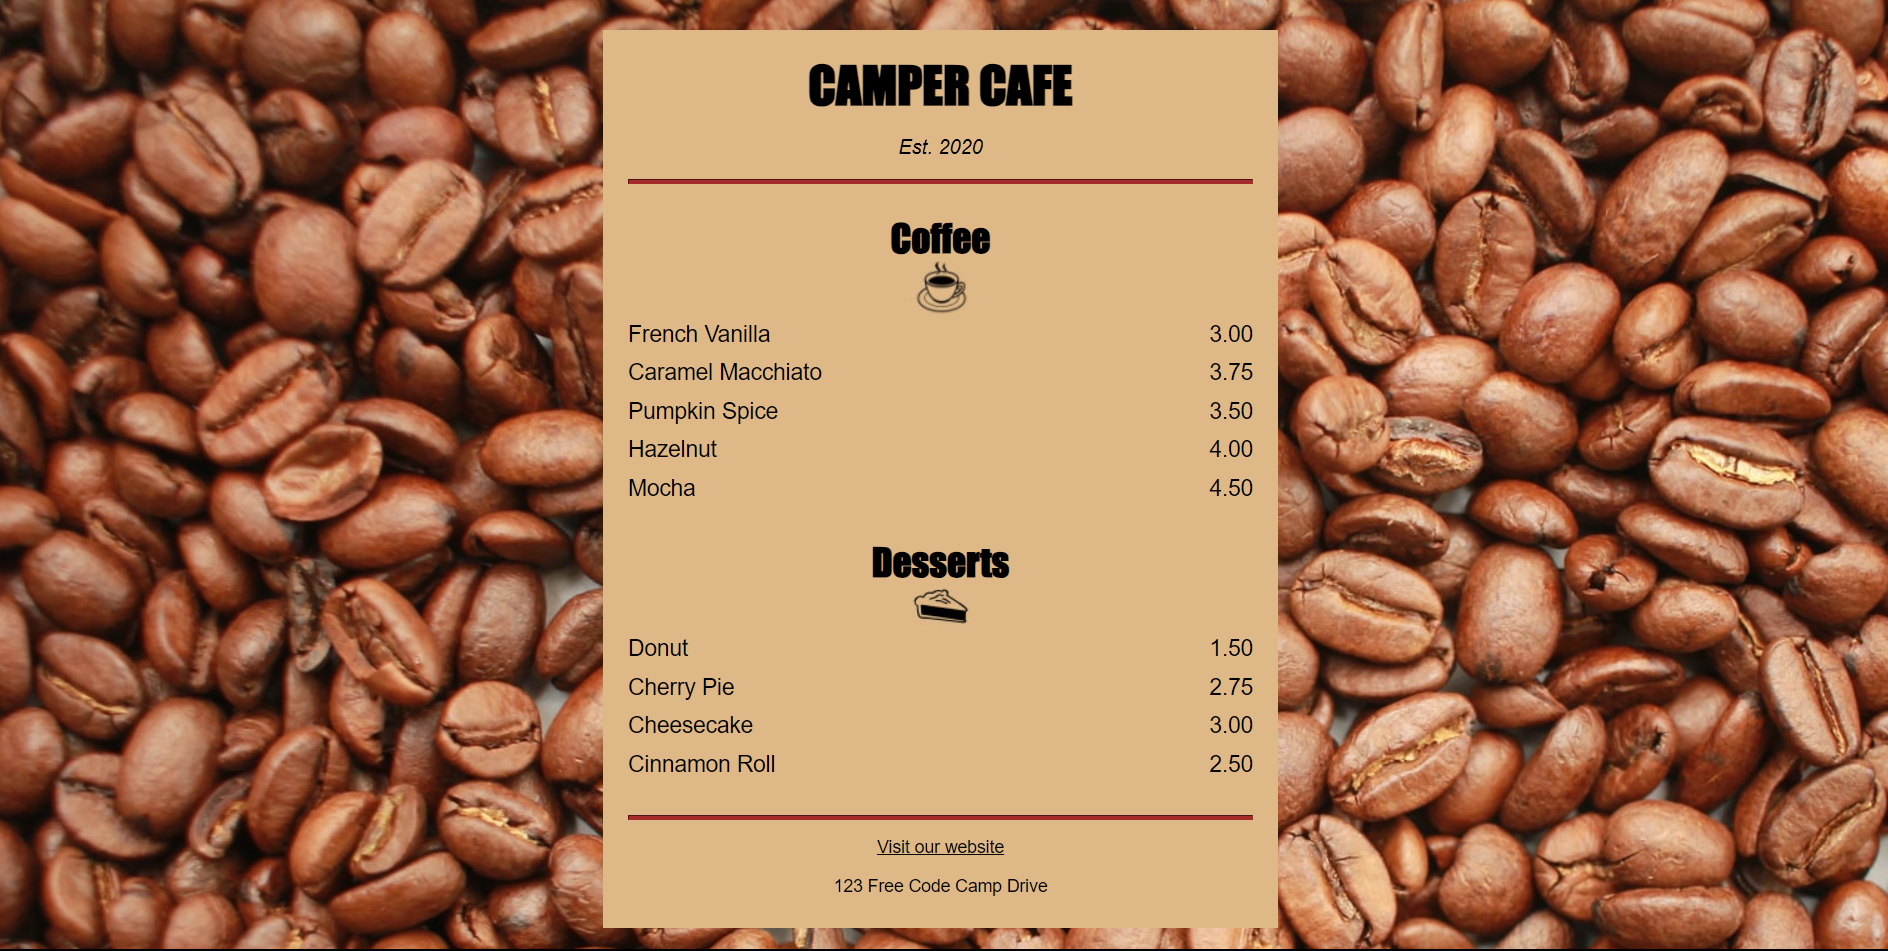 CAMPER CAFE
Est. 2020
Coffee
French Vanilla 3.00
Caramel Macchiato 3.75
Pumpkin Spice 3.50
Hazelnut 4.00
Mocha 4.50
Desserts
Donut 1.50
Cherry Pie 2.75
Cheesecake 3.00
Cinnamon Roll 2.50
Visit our website
123 Free Code Camp Drive